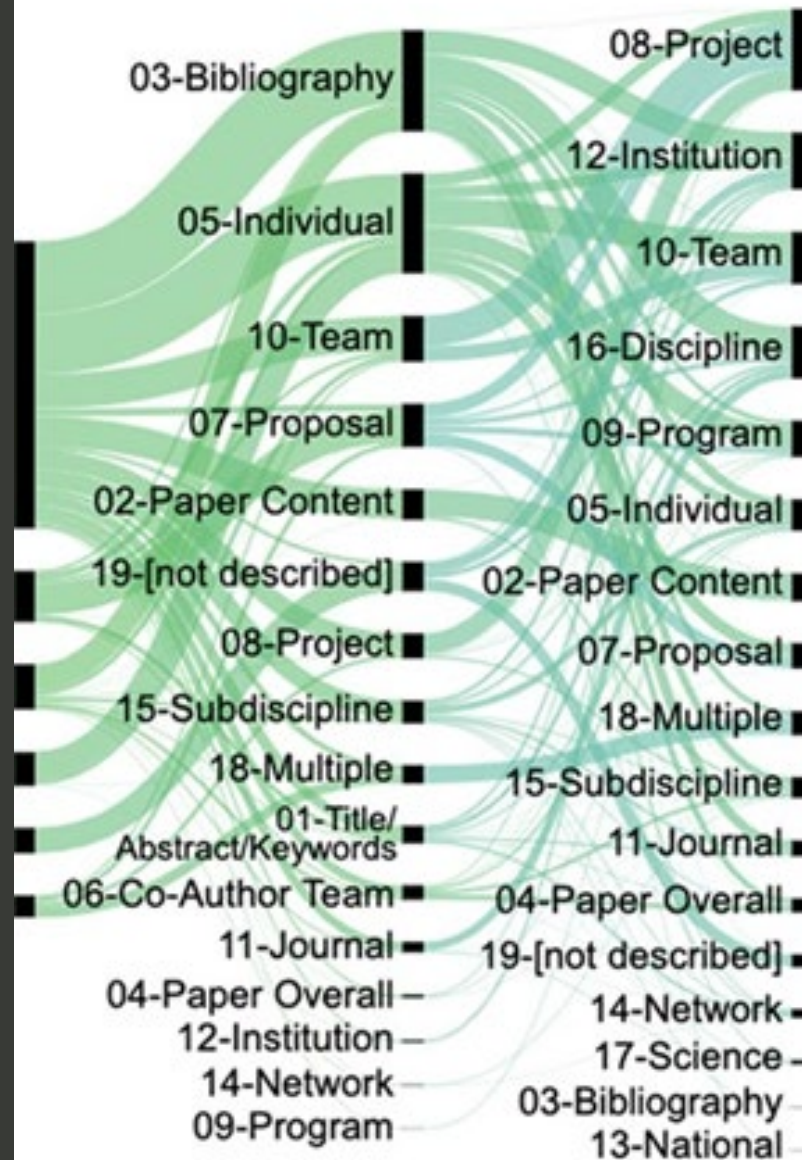 03-Bibliography
05-Individual
10-Team
07-Proposal
02-Paper Content
19-[not described]
08-Project
15-Subdiscipline
18-Multiple
01-Title/
Abstract/Keywords
06-Co-Author Team
11-Journal
04-Paper Overall
12-Institution
14-Network
09-Program
08-Project
12-Institution
10-Team
16-Discipline
09-Program
05-Individual
02-Paper Content
07-Proposal
18-Multiple
15-Subdiscipline
11-Journal
04-Paper Overall
19-[not described]
14-Network
17-Science
03-Bibliography
13-National